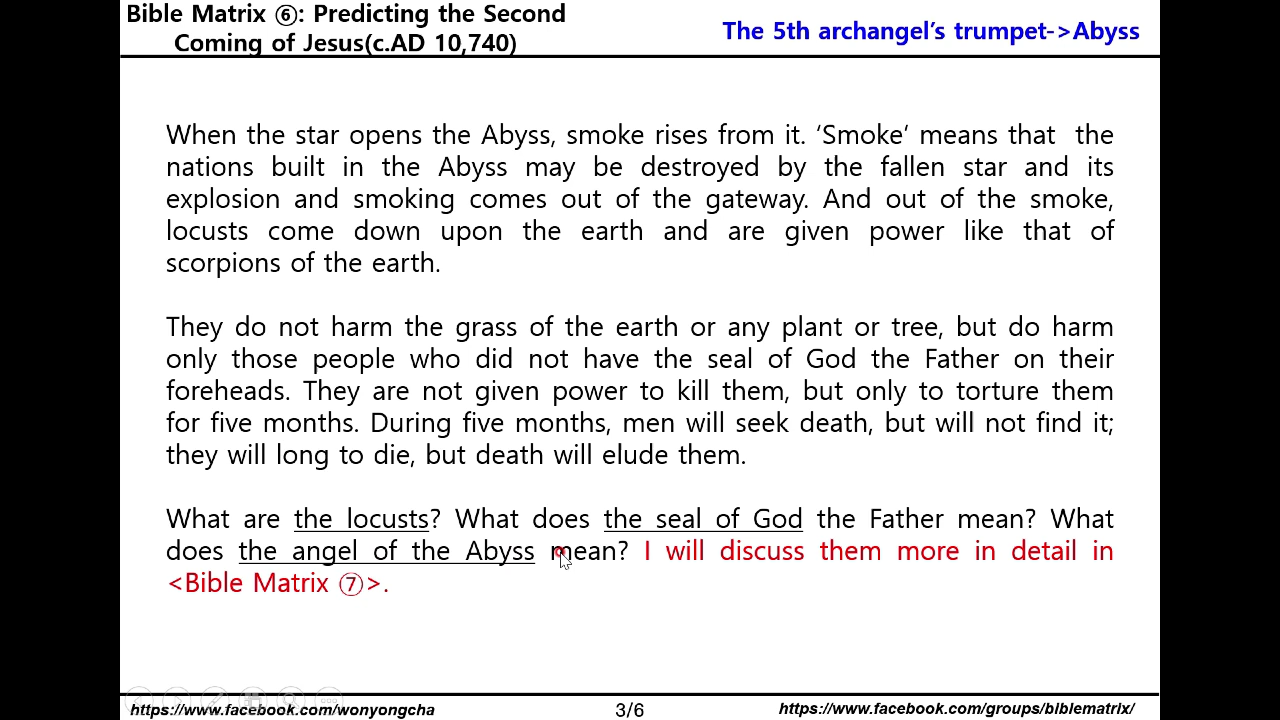 Bible Matrix ⑥: Predicting the Second
Coming of Jesus(c.AD 10,740)
The 5th archangel's trumpet->Abyss
When the star opens the Abyss, smoke rises from it. ‘Smoke’ means that the
nations built in the Abyss may be destroyed by the fallen star and its
explosion and smoking comes out of the gateway. And out of the smoke,
locusts come down upon the earth and are given power like that of
scorpions of the earth.
They do not harm the grass of the earth or any plant or tree, but do harm
only those people who did not have the seal of God the Father on their
foreheads. They are not given power to kill them, but only to torture them
for five months. During five months, men will seek death, but will not find it;
they will long to die, but death will elude them.
What are the locusts? What does the seal of God the Father mean? What
does the angel of the Abyss mean? I will discuss them more in detail in
<Bible Matrix ⑦>.
https://www.facebook.com/wonyongcha
3/6
https://www.facebook.com/groups/biblematrix/